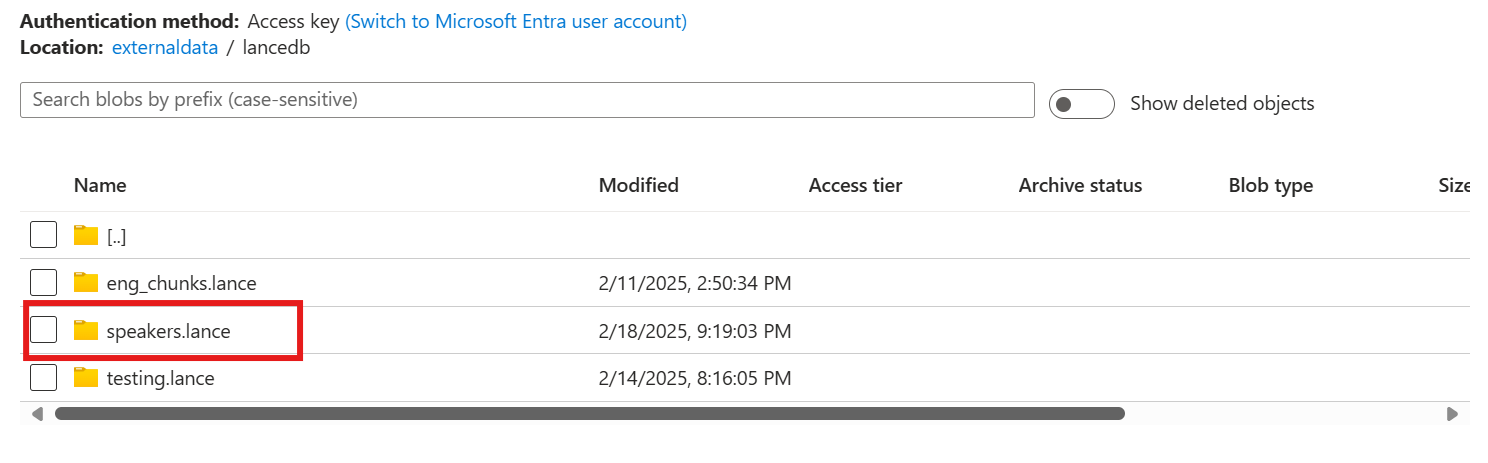 Authentication method: Access key (Switch to Microsoft Entra user account)
Location: externaldata / lancedb
Search blobs by prefix (case-sensitive)
Show deleted objects
Name Modified Access tier Archive status Blob type Size
[..]
eng_chunks.lance 2/11/2025, 2:50:34 PM
speakers.lance 2/18/2025, 9:19:03 PM
testing.lance 2/14/2025, 8:16:05 PM